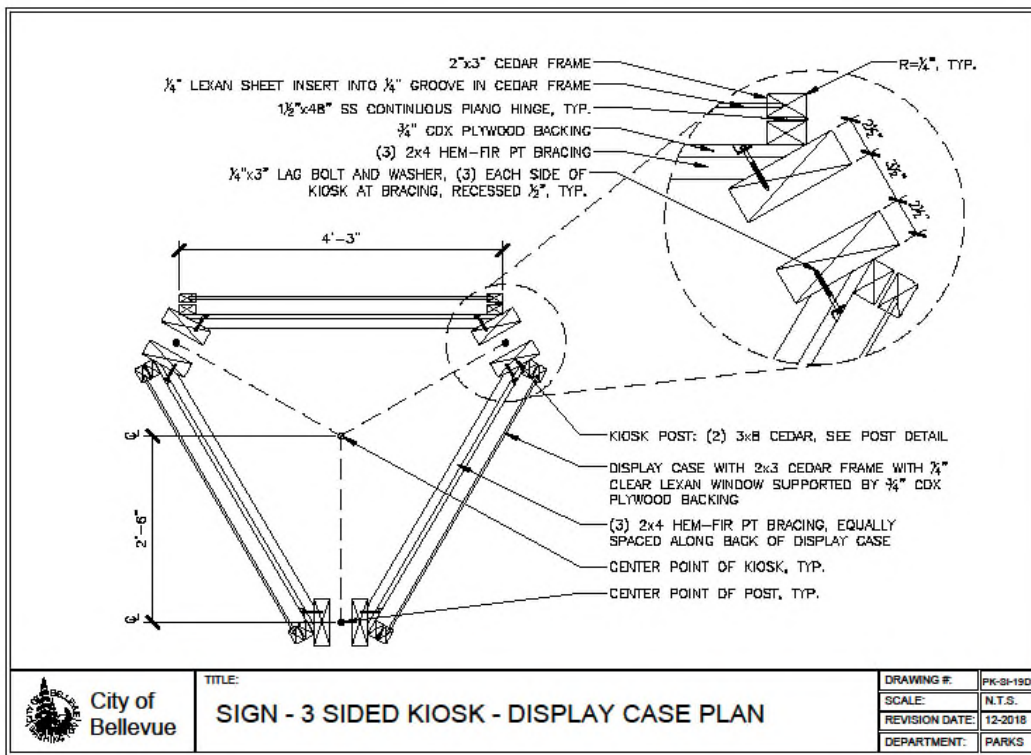 2"x3" CEDAR FRAME
¼" LEXAN SHEET INSERT INTO ¼" GROOVE IN CEDAR FRAME
1½"x48" SS CONTINUOUS PIANO HINGE, TYP.
¾" CDX PLYWOOD BACKING
(3) 2x4 HEM-FIR PT BRACING
¼"x3" LAG BOLT AND WASHER, (3) EACH SIDE OF
KIOSK AT BRACING, RECESSED ½", TYP.
R=¼", TYP.
2½"
3½"
2½"
4'-3"
2'-6"
KIOSK POST: (2) 3x8 CEDAR, SEE POST DETAIL
DISPLAY CASE WITH 2x3 CEDAR FRAME WITH ¼"
CLEAR LEXAN WINDOW SUPPORTED BY ¾" CDX
PLYWOOD BACKING
(3) 2x4 HEM-FIR PT BRACING, EQUALLY
SPACED ALONG BACK OF DISPLAY CASE
CENTER POINT OF KIOSK, TYP.
CENTER POINT OF POST, TYP.
City of
Bellevue
TITLE:
SIGN - 3 SIDED KIOSK - DISPLAY CASE PLAN
DRAWING #: PK-SI-19D
SCALE: N.T.S.
REVISION DATE: 12-2018
DEPARTMENT: PARKS